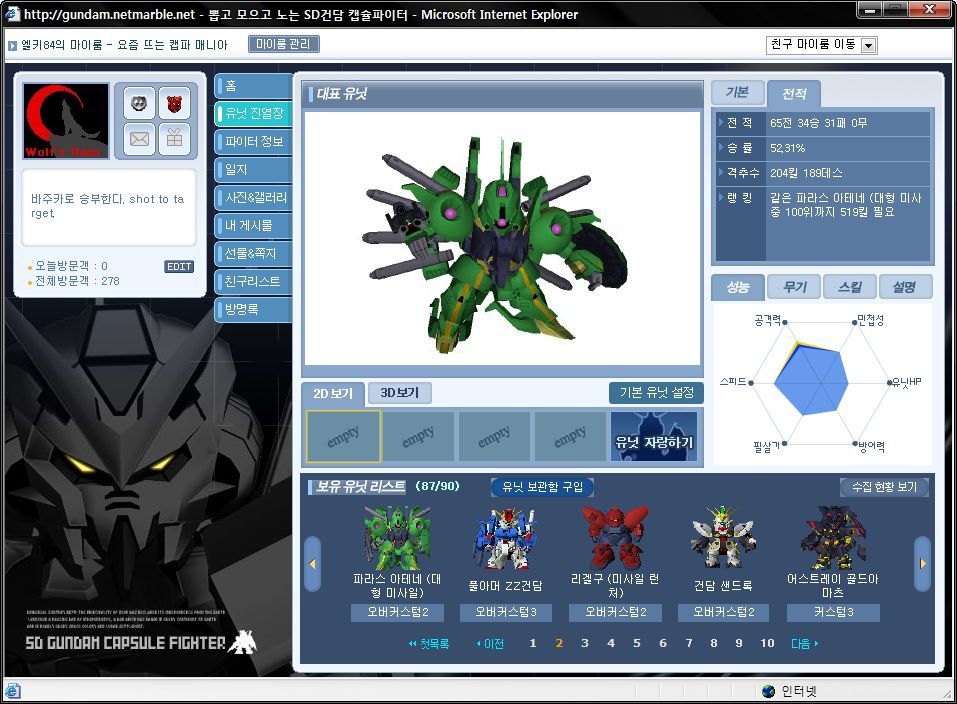 http://gundam.netmarble.net - 뽑고 모으고 노는 SD건담 캡슐파이터 - Microsoft Internet Explorer
엘키84의 마이룸 - 요즘 뜨는 캡파 매니아
마이룸 관리
친구 마이룸 이동
Wolf's Rain
바주카로 승부한다, shot to ta
rget,
오늘방문객 : 0
EDIT
전체방문객 : 278
홈
유닛 진열장
파이터 정보
일지
사진&갤러리
내 게시물
선물&쪽지
친구리스트
방명록
대표 유닛
기본
전적
전 적
65전 34승 31패 0무
승 률
52,31%
격추수
204킬 189데스
랭 킹
같은 파라스 아테네 (대형 미사
중 100위까지 519킬 필요
성능
무기
스킬
설명
공격력
민첩성
스피드
유닛HP
필살기
방어력
2D보기
3D보기
기본 유닛 설정
empty
empty
empty
empty
유닛 자랑하기
보유 유닛 리스트
(87/90)
유닛 보관함 구입
수집 현황 보기
파라스 아테네 (대
형 미사일)
오버커스텀2
풀아머 ZZ건담
오버커스텀3
리겔구 (미사일 런
처)
오버커스텀2
건담 샌드록
오버커스텀2
어스트레이 골드아
마츠
커스텀3
첫목록
이전
1 2 3 4 5 6 7 8 9 10
다음
SD GUNDAM CAPSULE FIGHTER
인터넷